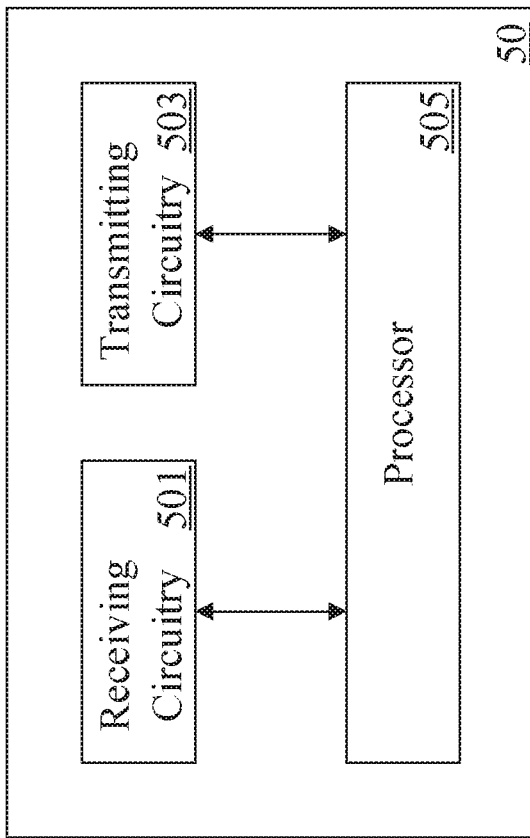 Receiving
Circuitry 501
Transmitting
Circuitry 503
Processor
505
50